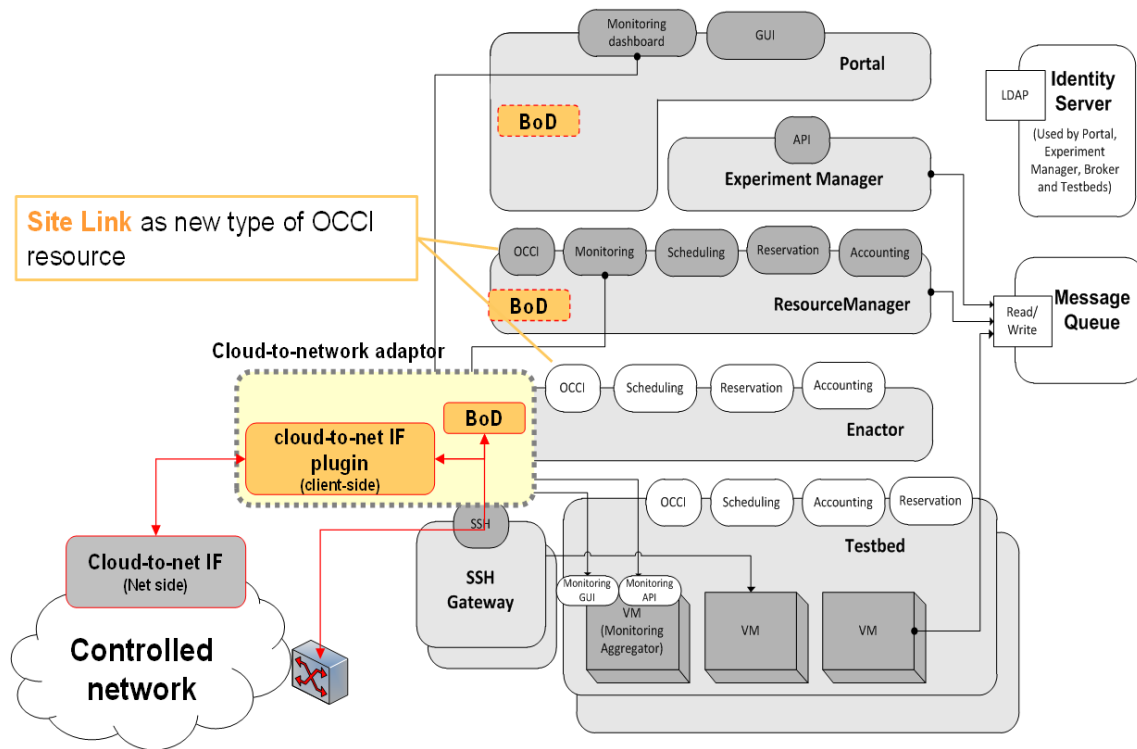 Monitoring
dashboard
GUI
Portal
BoD
LDAP
Identity
Server
(Used by Portal,
Experiment
Manager, Broker
and Testbeds)
API
Experiment Manager
Site Link as new type of OCCI
resource
OCCI
Monitoring
Scheduling
Reservation
Accounting
BoD
ResourceManager
Read/
Write
Message
Queue
Cloud-to-network adaptor
OCCI
Scheduling
Reservation
Accounting
Enactor
BoD
cloud-to-net IF
plugin
(client-side)
OCCI
Scheduling
Accounting
Reservation
Testbed
SSH
SSH
Gateway
Cloud-to-net IF
(Net side)
Controlled
network
Monitoring
GUI
Monitoring
API
VM
(Monitoring
Aggregator)
VM
VM